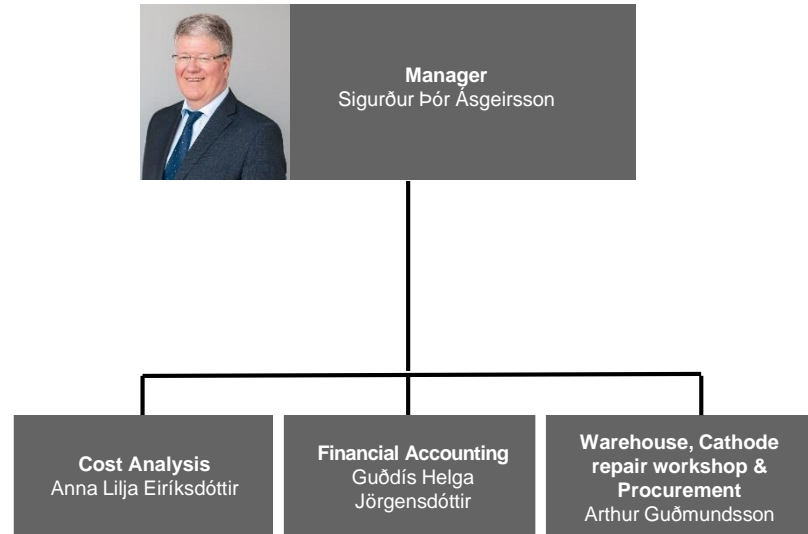 Manager
Sigurður Þór Ásgeirsson
Cost Analysis
Anna Lilja Eiríksdóttir
Financial Accounting
Guðdís Helga
Jörgensdóttir
Warehouse, Cathode
repair workshop &
Procurement
Arthur Guðmundsson